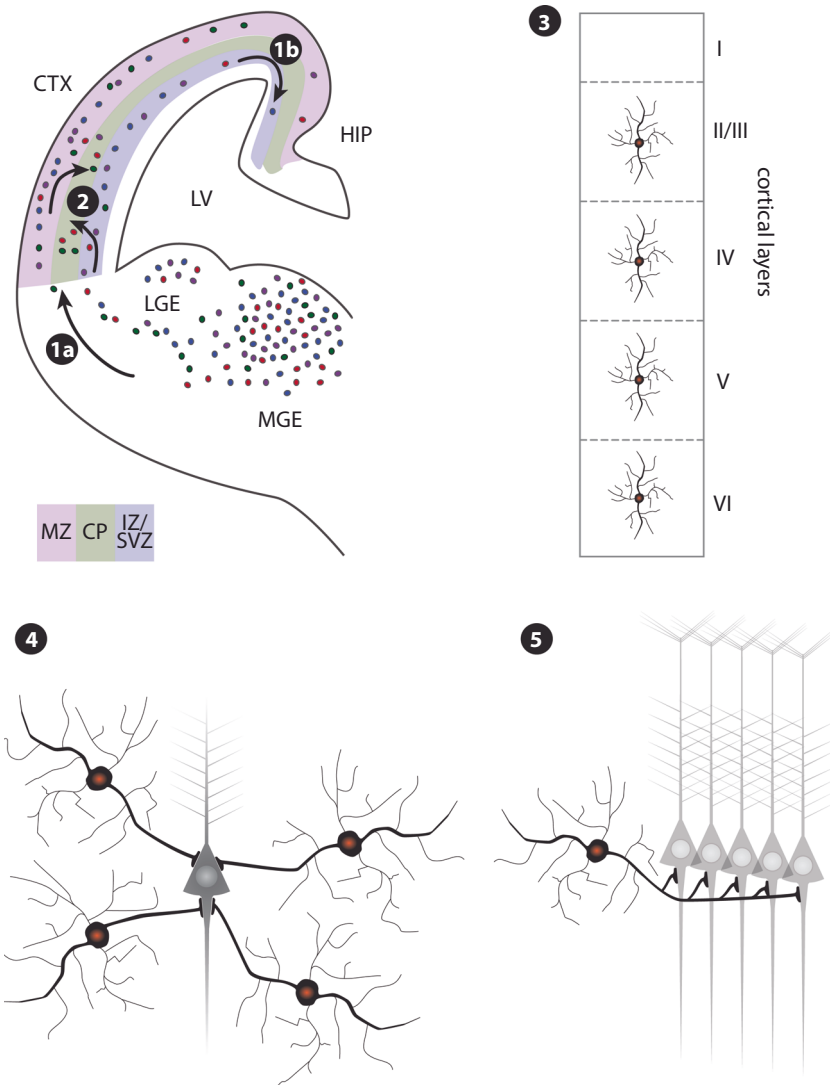 1b
3
CTX
I
HIP
II/III
2
LV
cortical layers
IV
LGE
1a
V
MGE
VI
MZ
CP
IZ/
SVZ
4
5